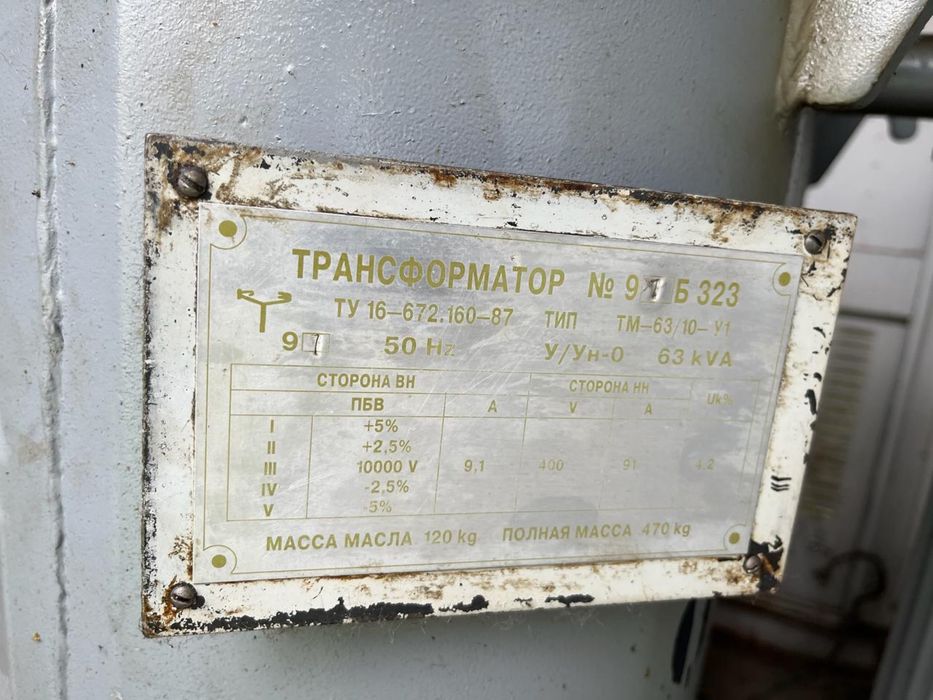 ТРАНСФОРМАТОР № 91 Б 323
ТУ 16-672.160-87 ТИП ТМ-63/10-У1
91 50 Hz У/Ун-0 63 kVA
СТОРОНА ВН СТОРОНА НН Uk%
ПБВ А V А
I +5%
II +2,5%
III 10000 V 9,1 400 91 4.2
IV -2,5%
V -5%
МАССА МАСЛА 120 kg ПОЛНАЯ МАССА 470 kg